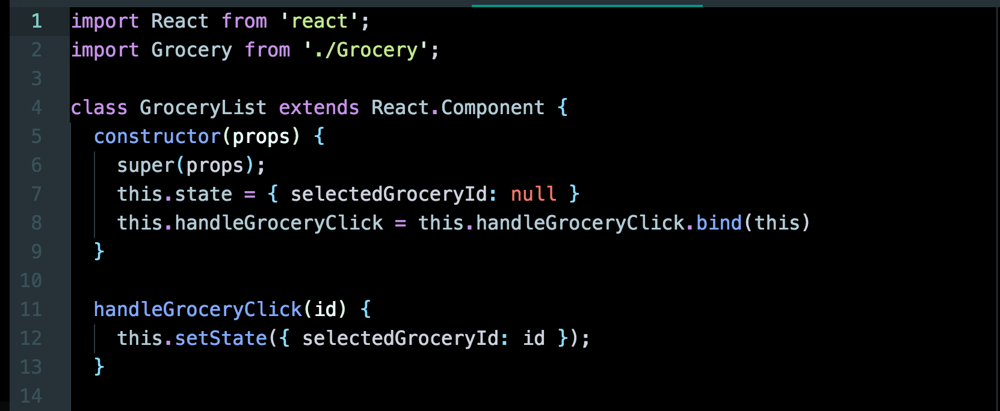 1 import React from 'react';
2 import Grocery from './Grocery';
3
4 class GroceryList extends React.Component {
5   constructor(props) {
6     super(props);
7     this.state = { selectedGroceryId: null }
8     this.handleGroceryClick = this.handleGroceryClick.bind(this)
9   }
10
11   handleGroceryClick(id) {
12     this.setState({ selectedGroceryId: id });
13   }
14